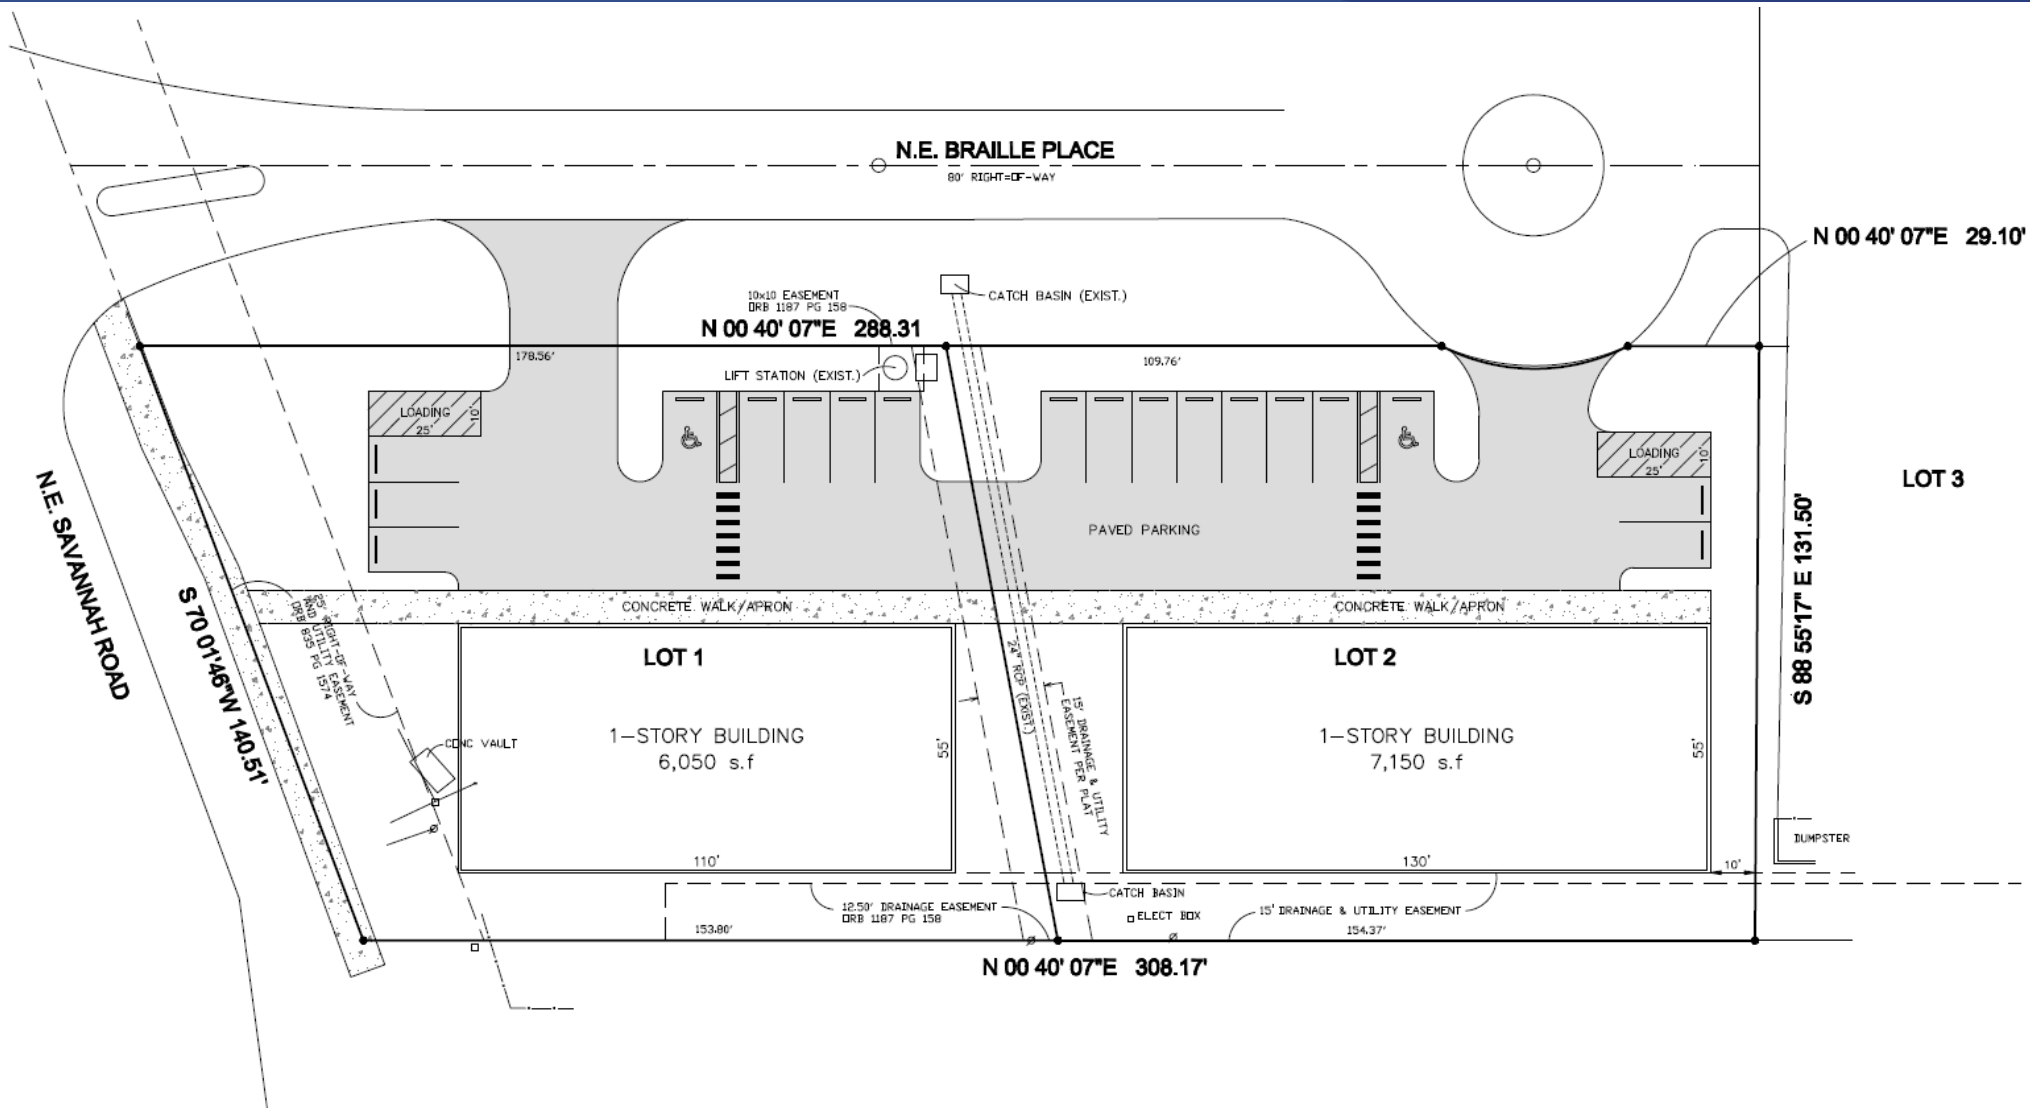 N.E. BRAILLE PLACE
80' RIGHT=OF-WAY
N 00 40' 07"E 29.10'
10x10 EASEMENT
ORB 1187 PG 158
CATCH BASIN (EXIST.)
N 00 40' 07"E 288.31
178.56'
109.76'
LIFT STATION (EXIST.)
LOADING
25'
10'
LOADING
25'
10'
LOT 3
N.E. SAVANNAH ROAD
PAVED PARKING
S 88 55'17" E 131.50'
S 70 01'46"W 140.51'
25' RIGHT-OF-WAY
AND UTILITY EASEMENT
ORB 835 PG 1574
CONCRETE WALK/APRON
CONCRETE WALK/APRON
LOT 1
LOT 2
24" RCP (EXIST.)
15' DRAINAGE & UTILITY
EASEMENT PER PLAT
1-STORY BUILDING
6,050 s.f
55'
1-STORY BUILDING
7,150 s.f
55'
CONC VAULT
110'
130'
10'
DUMPSTER
CATCH BASIN
12.50' DRAINAGE EASEMENT
ORB 1187 PG 158
ELECT BOX
15' DRAINAGE & UTILITY EASEMENT
153.80'
154.37'
N 00 40' 07"E 308.17'